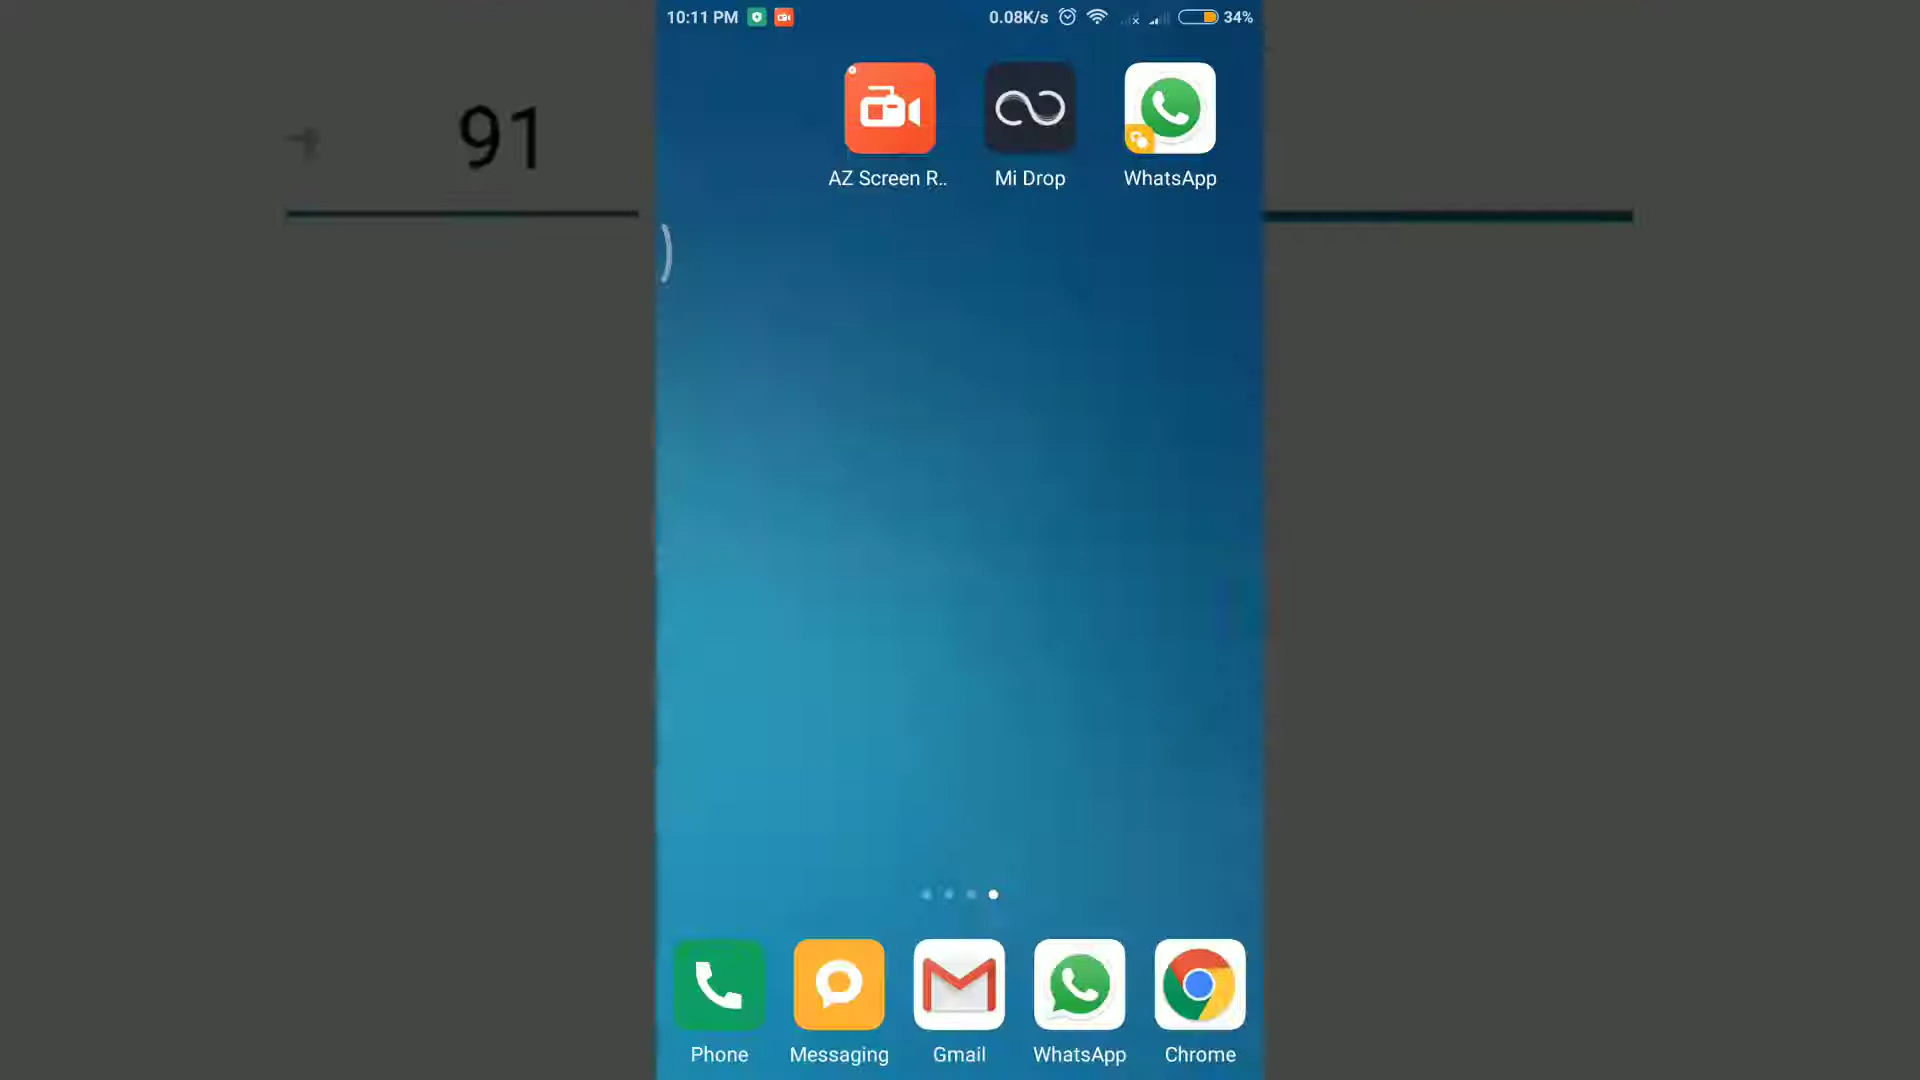 10:11 PM 0.08K/s 34%
+ 91
AZ Screen R.. Mi Drop WhatsApp
Phone Messaging Gmail WhatsApp Chrome